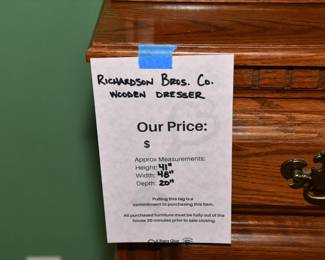 RICHARDSON BROS. CO.
WOODEN DRESSER
Our Price:
$
Approx Measurements:
Height: 41"
Width: 48"
Depth: 20"
Pulling this tag is a
commitment to purchasing this item.
All purchased furniture must be fully out of the
house 30 minutes prior to sale closing.